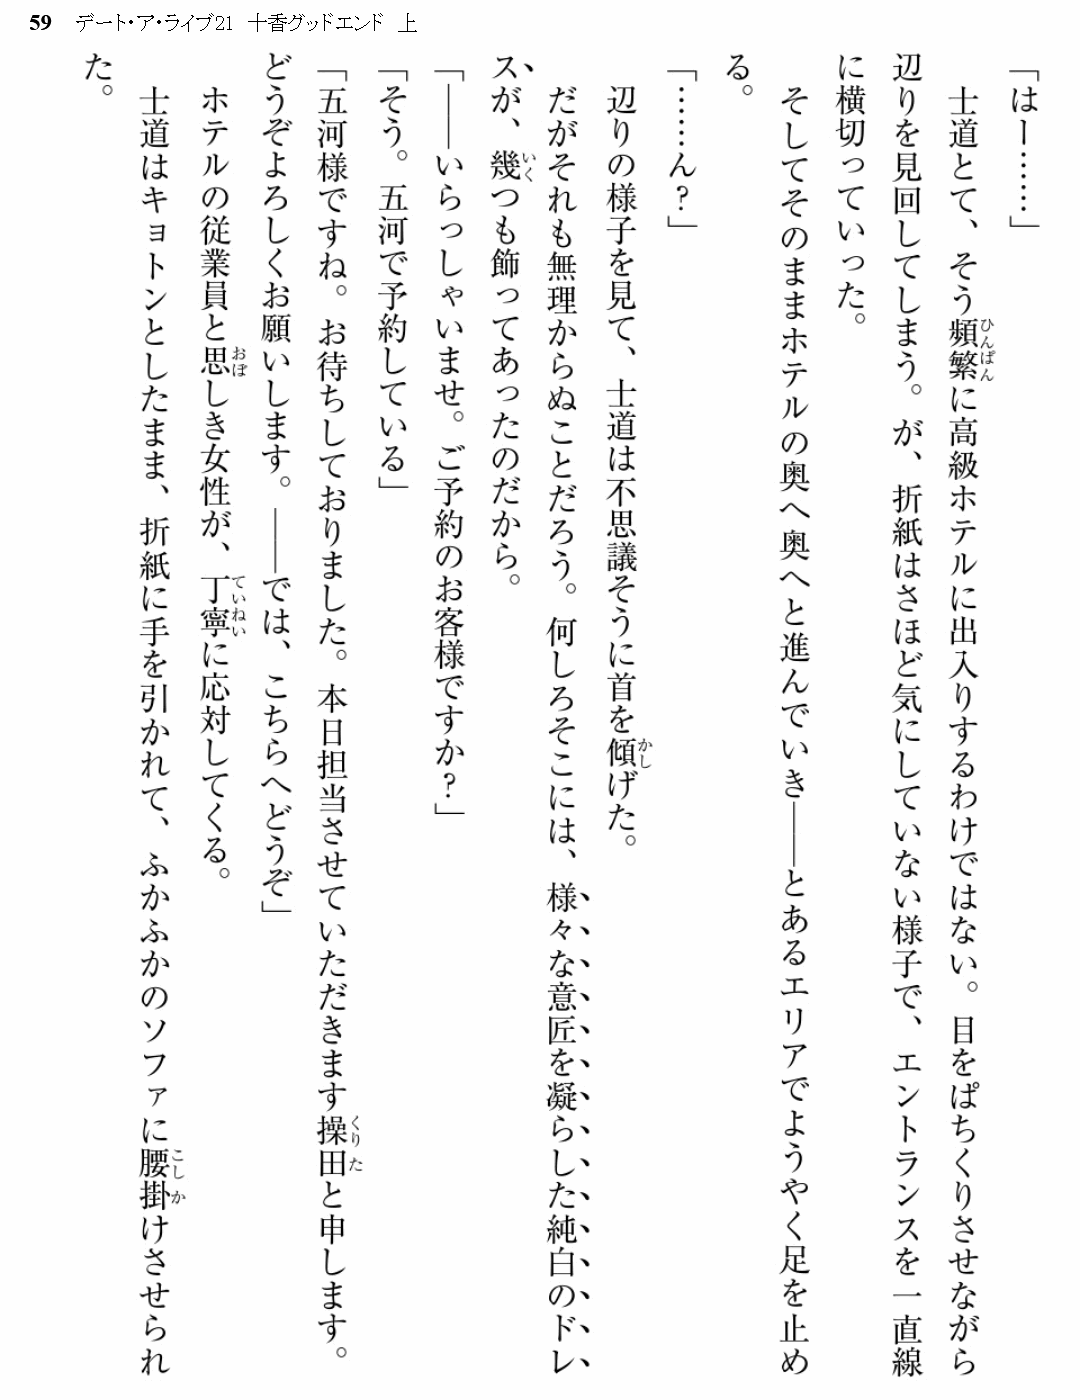 59 デート・ア・ライブ21 十香グッドエンド 上
「はー……」
　士道とて、そう頻繁に高級ホテルに出入りするわけではない。目をぱちくりさせながら
辺りを見回してしまう。が、折紙はさほど気にしていない様子で、エントランスを一直線
に横切っていった。
　そしてそのままホテルの奥へ奥へと進んでいき――とあるエリアでようやく足を止め
る。
「……ん？」
　辺りの様子を見て、士道は不思議そうに首を傾げた。
　だがそれも無理からぬことだろう。何しろそこには、様々な意匠を凝らした純白のドレ
スが、幾つも飾ってあったのだから。
「――いらっしゃいませ。ご予約のお客様ですか？」
「そう。五河で予約している」
「五河様ですね。お待ちしておりました。本日担当させていただきます操田と申します。
どうぞよろしくお願いします。――では、こちらへどうぞ」
　ホテルの従業員と思しき女性が、丁寧に応対してくる。
　士道はキョトンとしたまま、折紙に手を引かれて、ふかふかのソファに腰掛けさせられ
た。